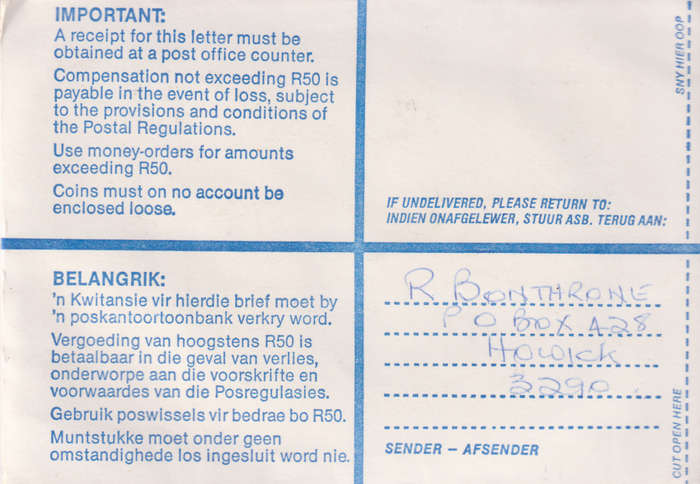 IMPORTANT:
A receipt for this letter must be
obtained at a post office counter.
Compensation not exceeding R50 is
payable in the event of loss, subject
to the provisions and conditions of
the Postal Regulations.
Use money-orders for amounts
exceeding R50.
Coins must on no account be
enclosed loose.
SNY HIER OOP
IF UNDELIVERED, PLEASE RETURN TO:
INDIEN ONAFGELEWER, STUUR ASB. TERUG AAN:
BELANGRIK:
'n Kwitansie vir hierdie brief moet by
'n poskantoortoonbank verkry word.
Vergoeding van hoogstens R50 is
betaalbaar in die geval van verlies,
onderworpe aan die voorskrifte en
voorwaardes van die Posregulasies.
Gebruik poswissels vir bedrae bo R50.
Muntstukke moet onder geen
omstandighede los ingesluit word nie.
R BONTHRONE
P O BOX 428
HOWICK
3290
SENDER – AFSENDER
CUT OPEN HERE